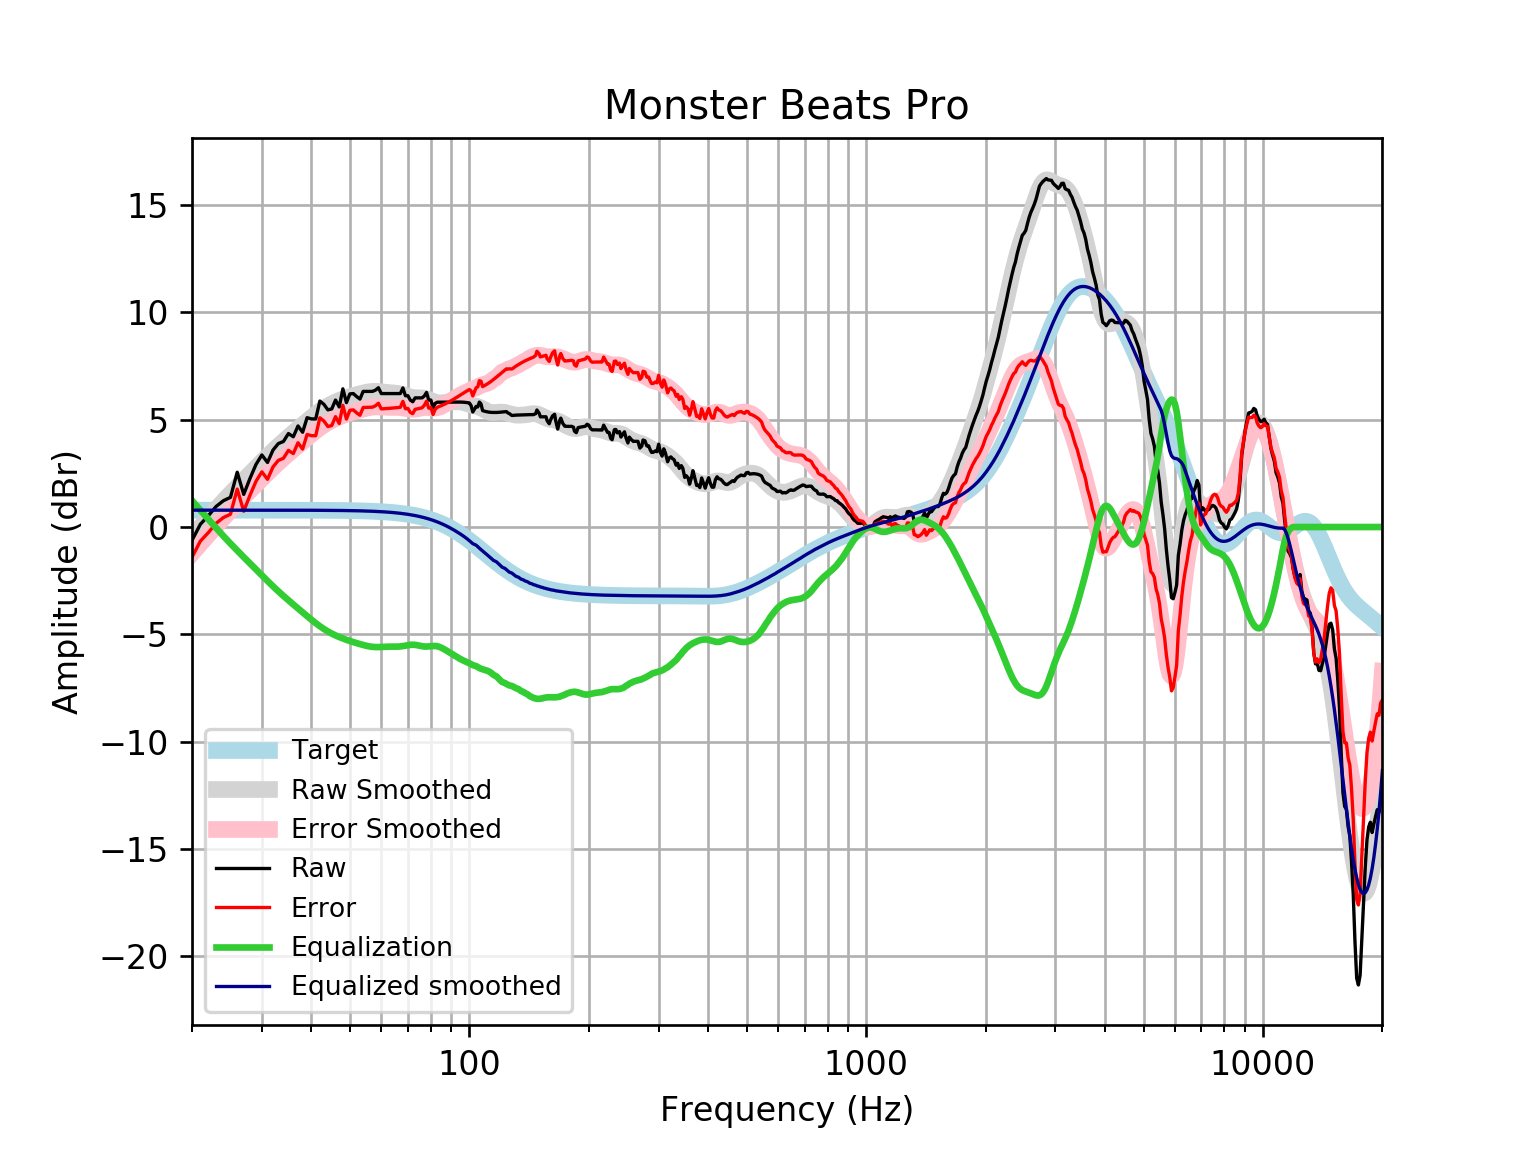 Monster Beats Pro
Amplitude (dBr)
15
10
5
0
−5
−10
−15
−20
Target
Raw Smoothed
Error Smoothed
Raw
Error
Equalization
Equalized smoothed
100
1000
10000
Frequency (Hz)